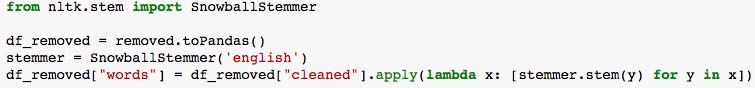 from nltk.stem import SnowballStemmer
df_removed = removed.toPandas()
stemmer = SnowballStemmer('english')
df_removed["words"] = df_removed["cleaned"].apply(lambda x: [stemmer.stem(y) for y in x])